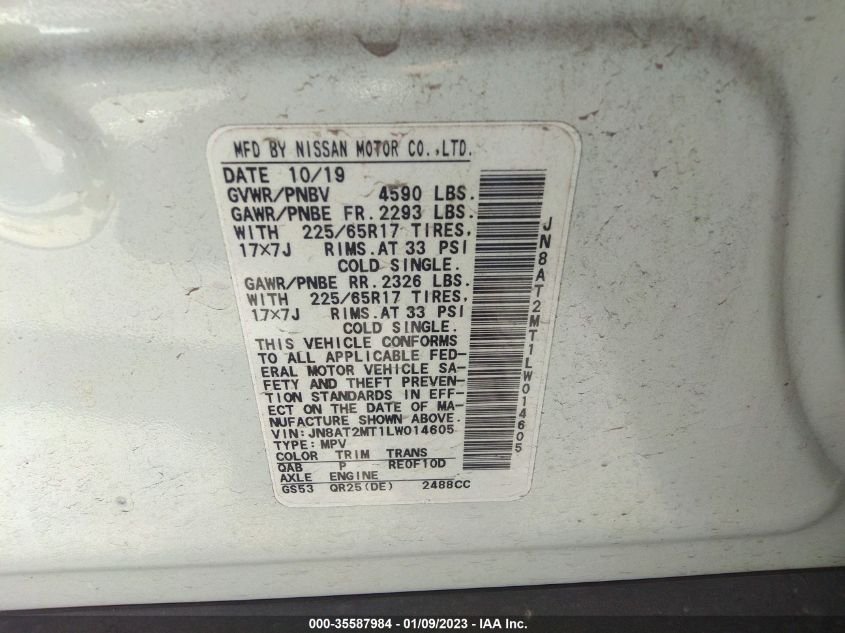 MFD BY NISSAN MOTOR CO.,LTD.
DATE 10/19
GVWR/PNBV 4590 LBS.
GAWR/PNBE FR. 2293 LBS.
WITH 225/65R17 TIRES,
17×7J RIMS.AT 33 PSI
COLD SINGLE.
GAWR/PNBE RR. 2326 LBS.
WITH 225/65R17 TIRES,
17×7J RIMS.AT 33 PSI
COLD SINGLE.
THIS VEHICLE CONFORMS
TO ALL APPLICABLE FED-
ERAL MOTOR VEHICLE SA-
FETY AND THEFT PREVEN-
TION STANDARDS IN EFF-
ECT ON THE DATE OF MA-
NUFACTURE SHOWN ABOVE.
VIN:JN8AT2MT1LW014605
TYPE:MPV
COLOR TRIM TRANS
QAB P RE0F10D
AXLE ENGINE
GS53 QR25(DE) 2488CC
JN8AT2MT1LW014605
000-35587984 - 01/09/2023 - IAA Inc.